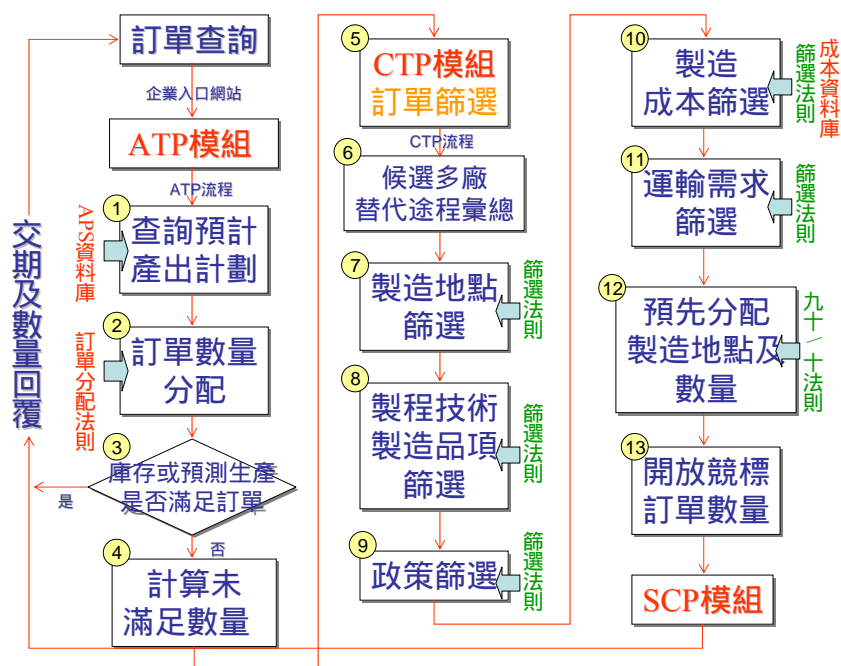 訂單查詢
企業入口網站
ATP模組
ATP流程
1
查詢預計
產出計劃
APS資料庫
2
訂單數量
分配
訂單分配法則
3
庫存或預測生產
是否滿足訂單
是
否
4
計算未
滿足數量
交期及數量回覆
5
CTP模組
訂單篩選
CTP流程
6
候選多廠
替代途程彙總
7
製造地點
篩選
篩選法則
8
製程技術
製造品項
篩選
篩選法則
9
政策篩選
篩選法則
10
製造
成本篩選
篩選法則
成本資料庫
11
運輸需求
篩選
篩選法則
12
預先分配
製造地點及
數量
九十/十法則
13
開放競標
訂單數量
SCP模組